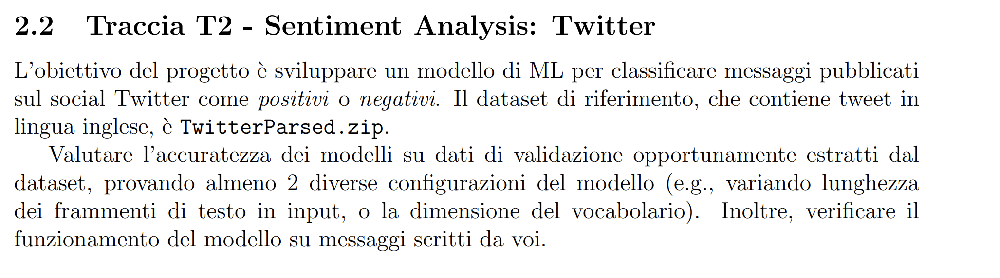 2.2 Traccia T2 - Sentiment Analysis: Twitter
L'obiettivo del progetto è sviluppare un modello di ML per classificare messaggi pubblicati
sul social Twitter come positivi o negativi. Il dataset di riferimento, che contiene tweet in
lingua inglese, è TwitterParsed.zip.
Valutare l'accuratezza dei modelli su dati di validazione opportunamente estratti dal
dataset, provando almeno 2 diverse configurazioni del modello (e.g., variando lunghezza
dei frammenti di testo in input, o la dimensione del vocabolario). Inoltre, verificare il
funzionamento del modello su messaggi scritti da voi.